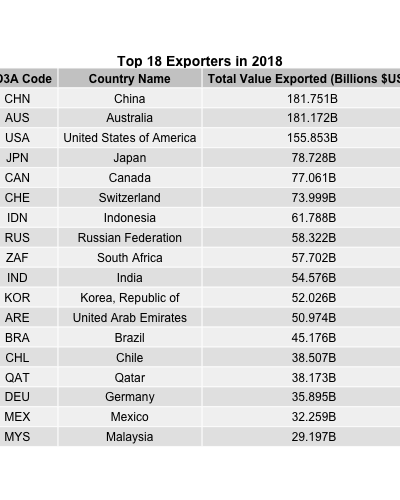 Top 18 Exporters in 2018
O3A Code Country Name Total Value Exported (Billions $US
CHN China 181.751B
AUS Australia 181.172B
USA United States of America 155.853B
JPN Japan 78.728B
CAN Canada 77.061B
CHE Switzerland 73.999B
IDN Indonesia 61.788B
RUS Russian Federation 58.322B
ZAF South Africa 57.702B
IND India 54.576B
KOR Korea, Republic of 52.026B
ARE United Arab Emirates 50.974B
BRA Brazil 45.176B
CHL Chile 38.507B
QAT Qatar 38.173B
DEU Germany 35.895B
MEX Mexico 32.259B
MYS Malaysia 29.197B